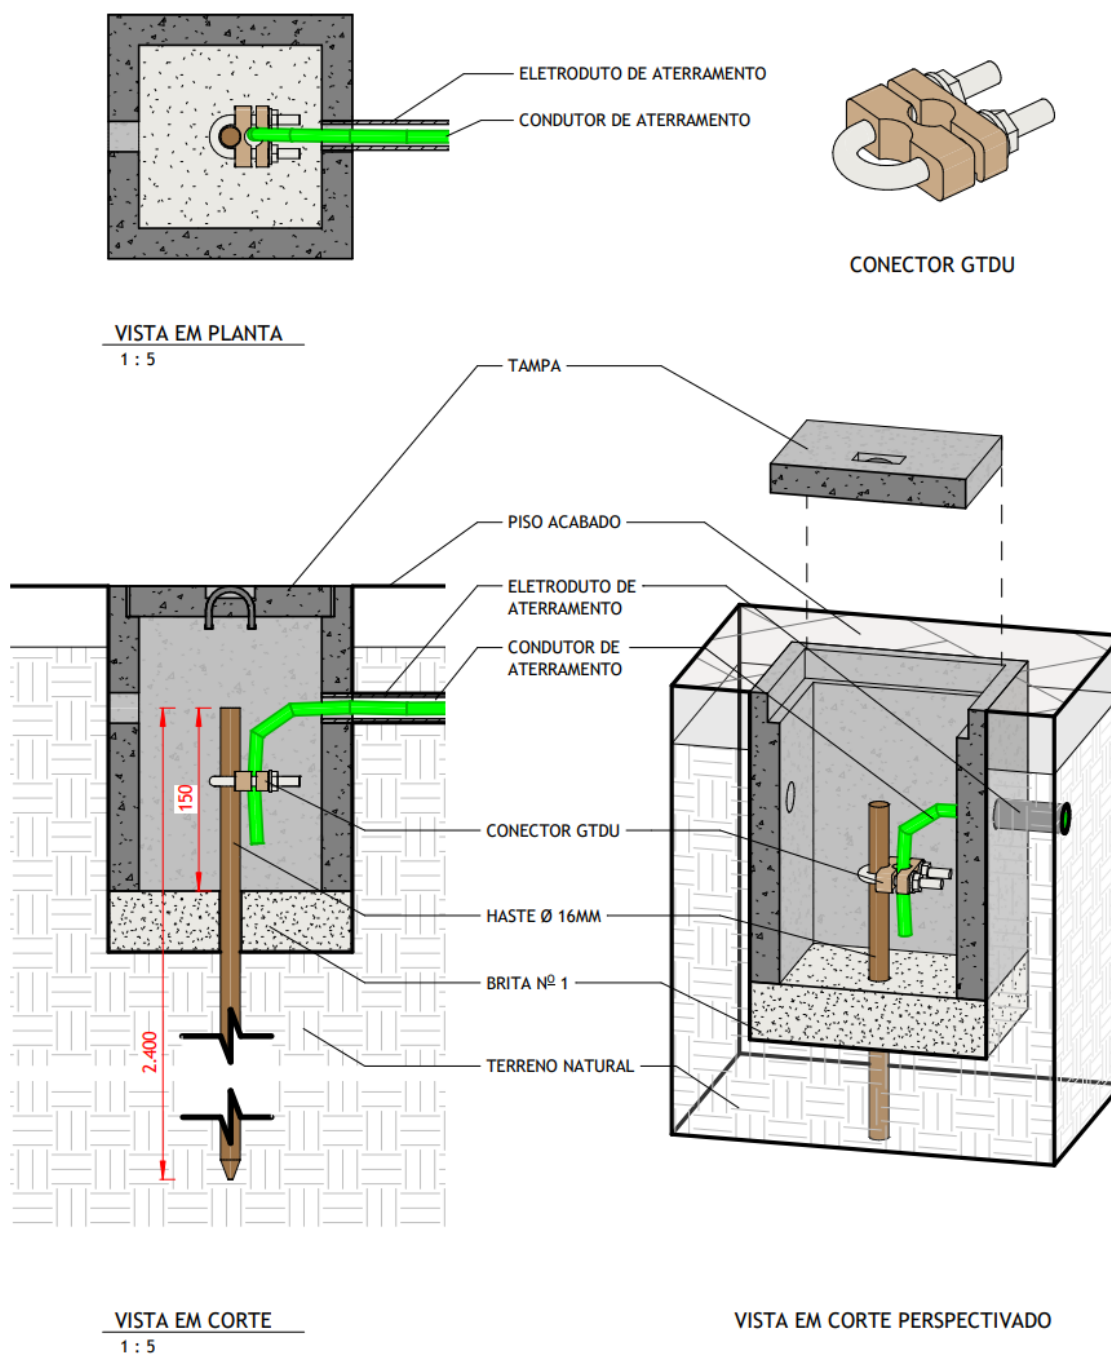 ELETRODUTO DE ATERRAMENTO
CONDUTOR DE ATERRAMENTO
CONECTOR GTDU
VISTA EM PLANTA
1 : 5
TAMPA
PISO ACABADO
ELETRODUTO DE
ATERRAMENTO
CONDUTOR DE
ATERRAMENTO
150
CONECTOR GTDU
HASTE Ø 16MM
BRITA Nº 1
2.400
TERRENO NATURAL
VISTA EM CORTE
1 : 5
VISTA EM CORTE PERSPECTIVADO